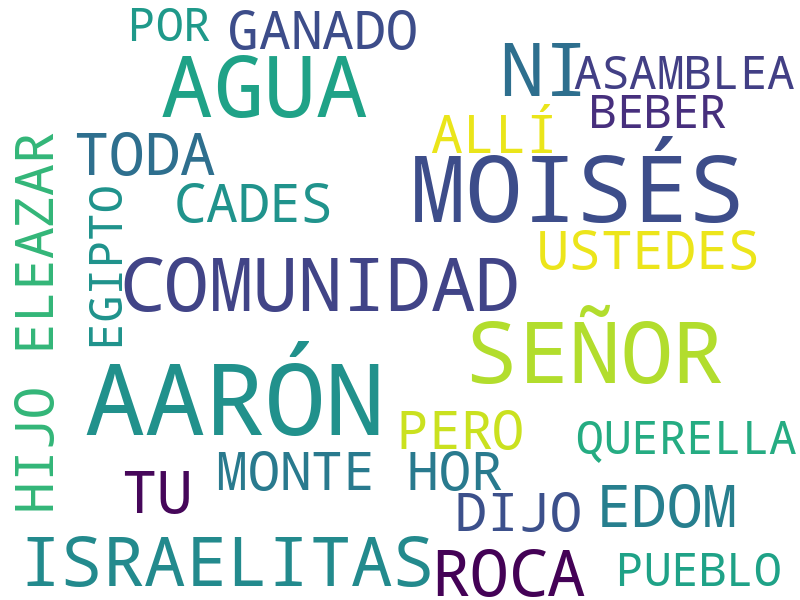 POR GANADO
AGUA
NI
ASAMBLEA
BEBER
ALLÍ
TODA
MOISÉS
CADES
USTEDES
HIJO ELEAZAR
EGIPTO
COMUNIDAD
SEÑOR
AARÓN
PERO
QUERELLA
MONTE HOR
TU
DIJO
EDOM
ISRAELITAS
ROCA
PUEBLO